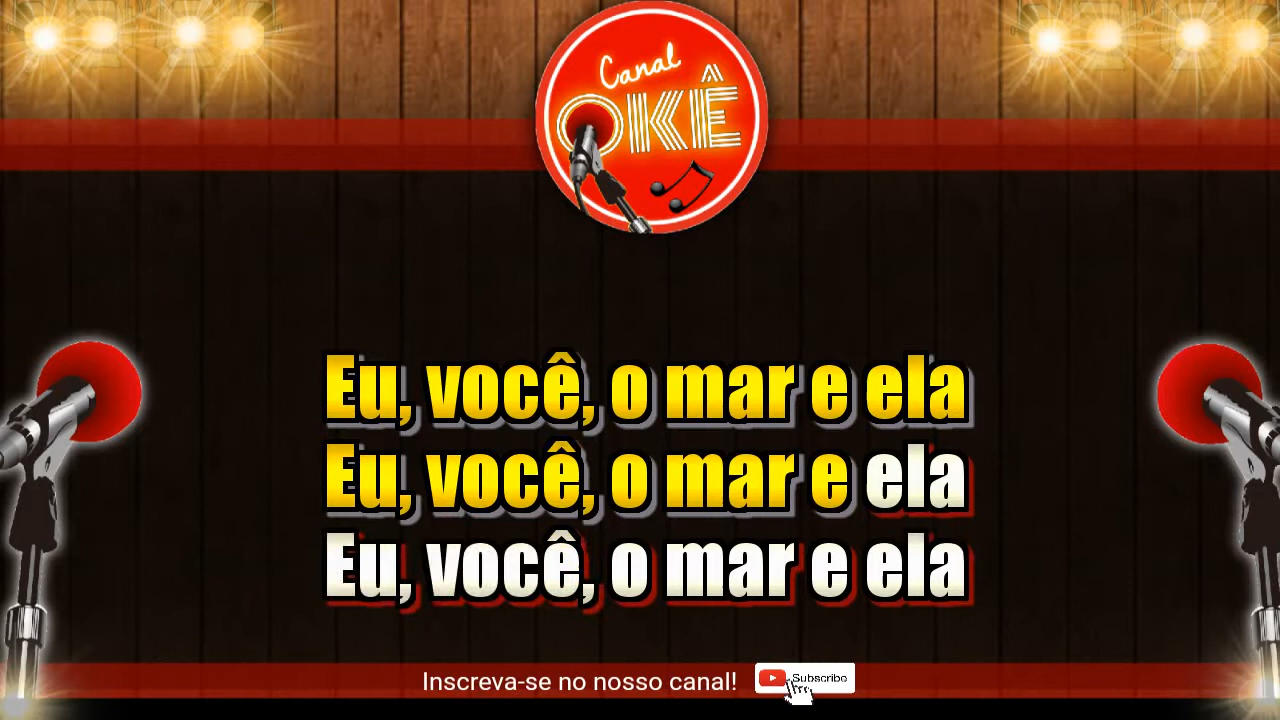 Canal
OKÊ
Eu, você, o mar e ela
Eu, você, o mar e ela
Eu, você, o mar e ela
Inscreva-se no nosso canal! Subscribe